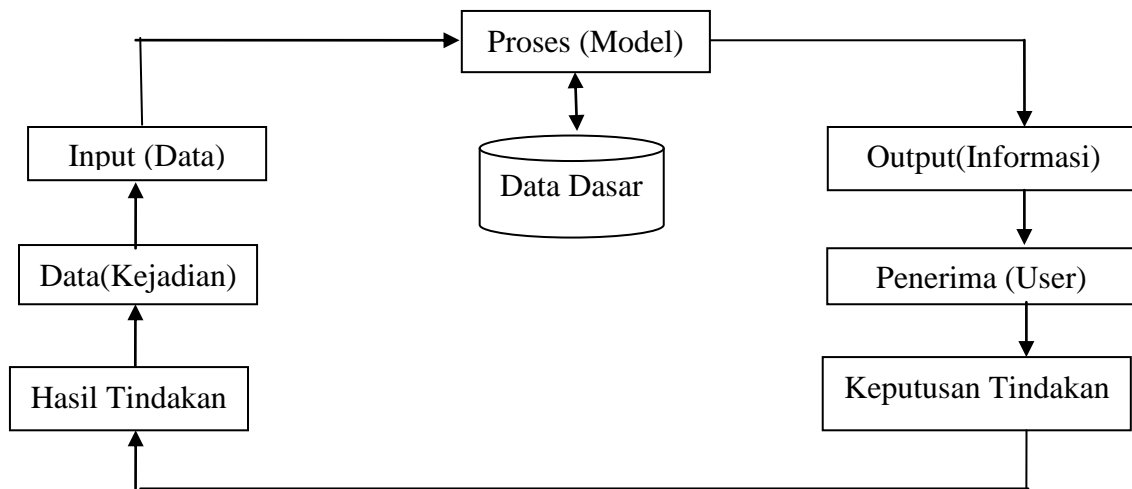 Proses (Model)
Input (Data)
Data Dasar
Output(Informasi)
Data(Kejadian)
Penerima (User)
Hasil Tindakan
Keputusan Tindakan